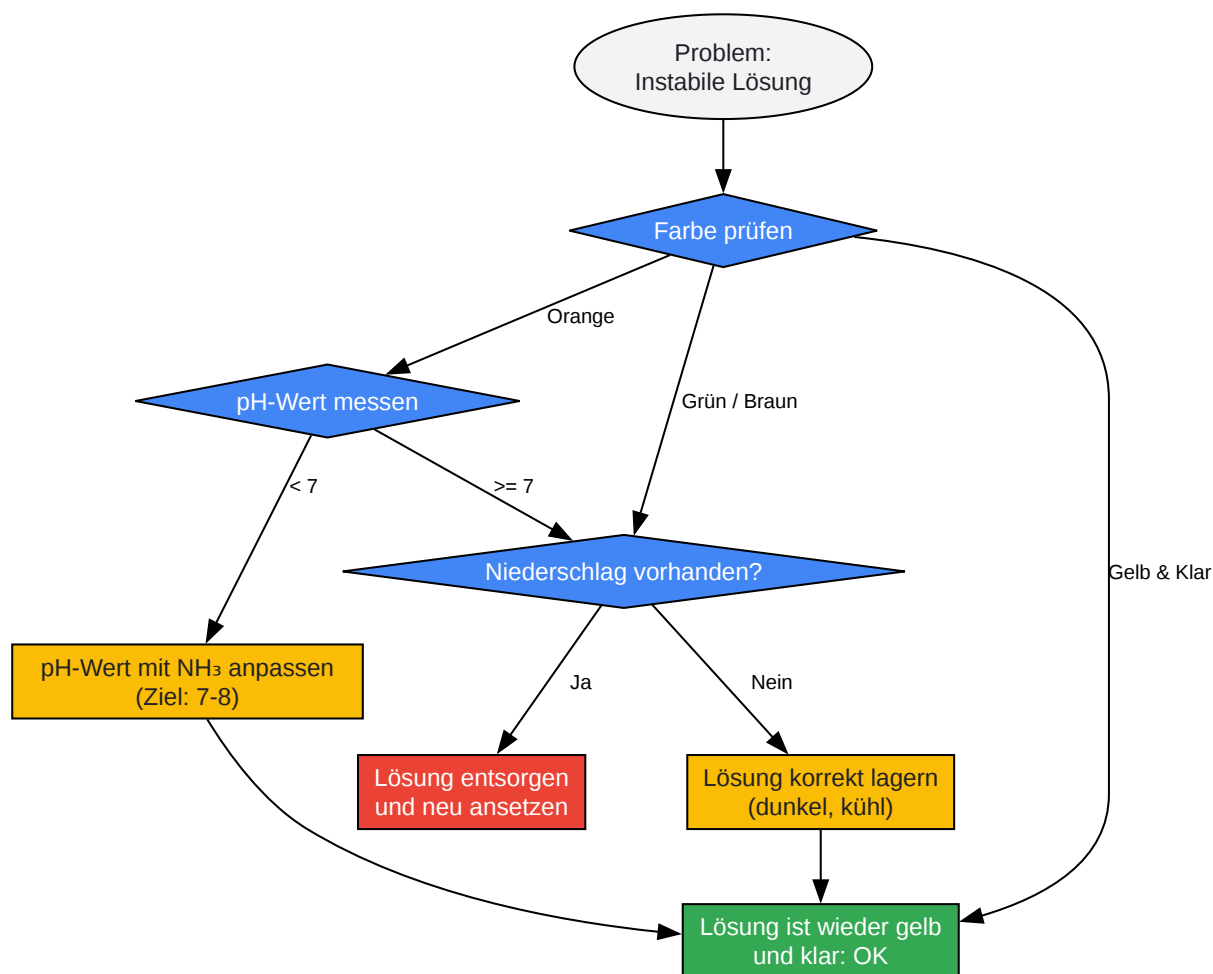 Problem:
Instabile Lösung
Farbe prüfen
Orange
pH-Wert messen
Grün / Braun
< 7
>= 7
Niederschlag vorhanden?
Gelb & Klar
pH-Wert mit NH₃ anpassen
(Ziel: 7-8)
Ja
Nein
Lösung entsorgen
und neu ansetzen
Lösung korrekt lagern
(dunkel, kühl)
Lösung ist wieder gelb
und klar: OK